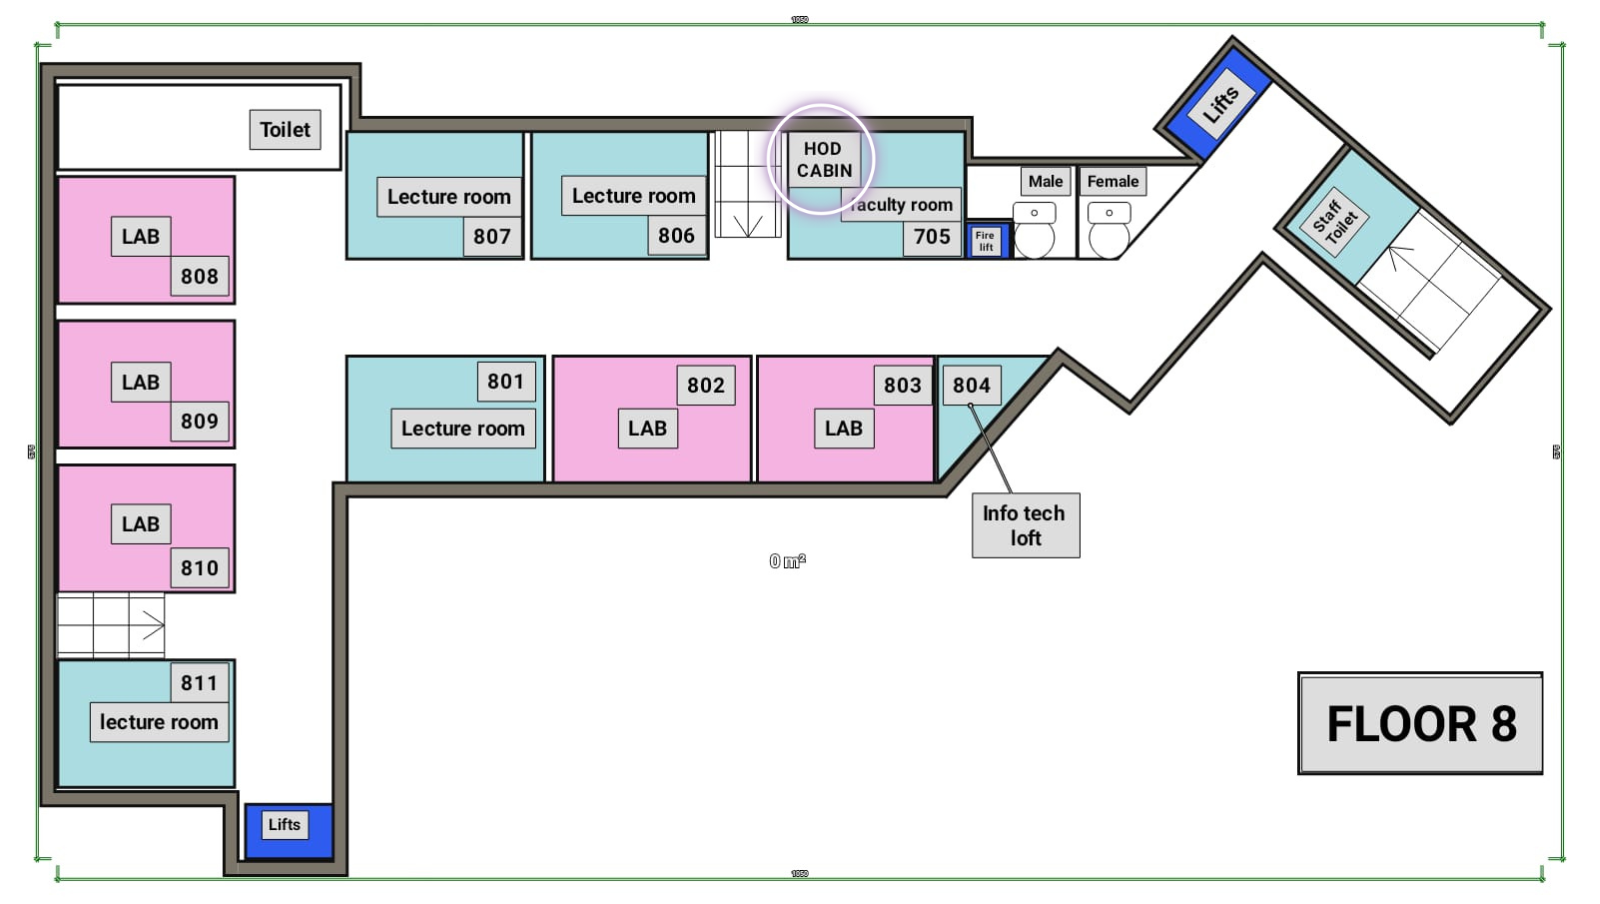 1850
Lifts
Toilet
HOD
CABIN
Lecture room
807
Lecture room
806
faculty room
705
Male
Female
Fire
lift
Staff
Toilet
LAB
808
LAB
809
LAB
810
801
Lecture room
802
LAB
803
LAB
804
Info tech
loft
0 m²
811
lecture room
Lifts
FLOOR 8
1850